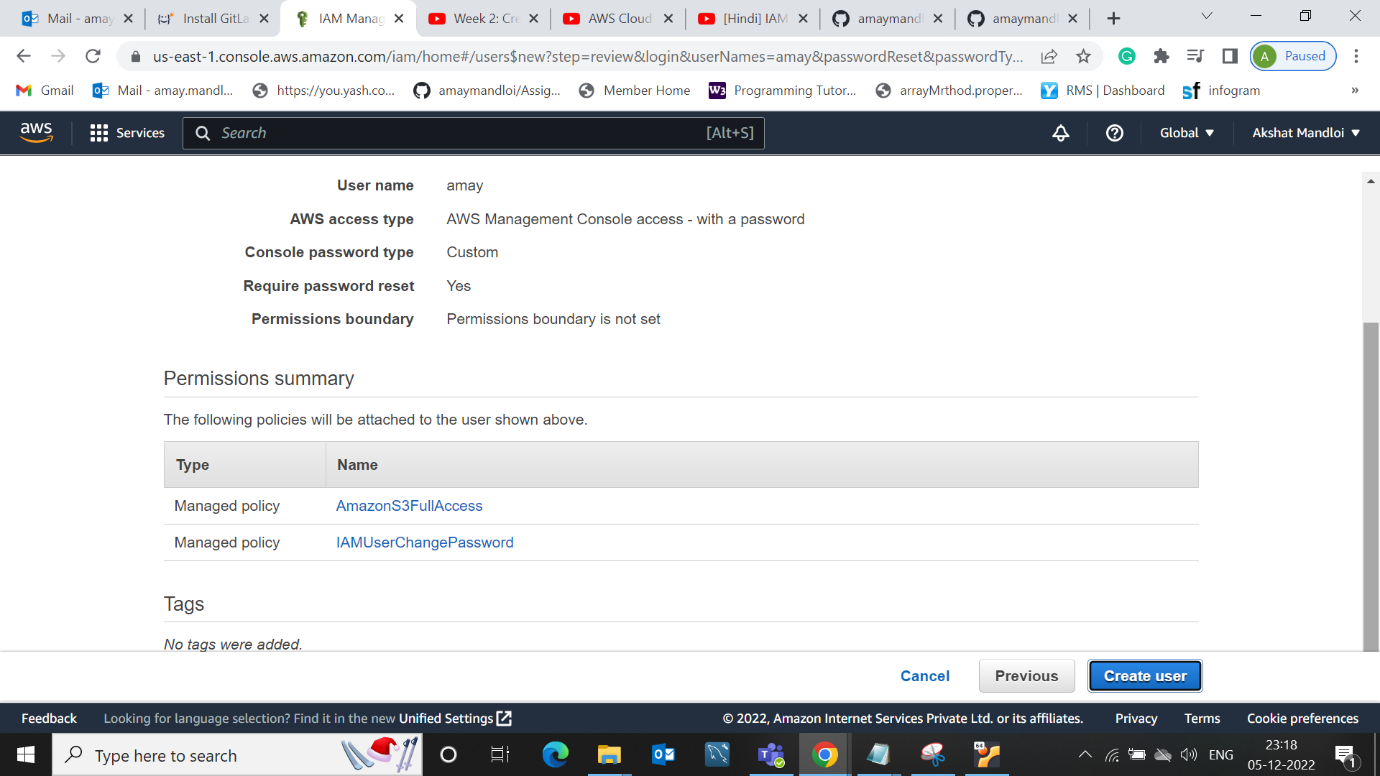 Mail - amay
Install GitLa
IAM Manag
Week 2: Cre
AWS Cloud
[Hindi] IAM
amaymandl
amaymandl
us-east-1.console.aws.amazon.com/iam/home#/users$new?step=review&login&userNames=amay&passwordReset&passwordTy...
A Paused
Gmail
Mail - amay.mandl...
https://you.yash.co...
amaymandloi/Assig...
Member Home
W3 Programming Tutor...
arrayMrthod.proper...
Y RMS | Dashboard
sf infogram
»
aws
Services
Search [Alt+S]
Global ▼
Akshat Mandloi ▼
User name amay
AWS access type AWS Management Console access - with a password
Console password type Custom
Require password reset Yes
Permissions boundary Permissions boundary is not set
Permissions summary
The following policies will be attached to the user shown above.
Type Name
Managed policy AmazonS3FullAccess
Managed policy IAMUserChangePassword
Tags
No tags were added.
Cancel Previous Create user
Feedback Looking for language selection? Find it in the new Unified Settings
© 2022, Amazon Internet Services Private Ltd. or its affiliates. Privacy Terms Cookie preferences
Type here to search
64
ENG
23:18
05-12-2022
1